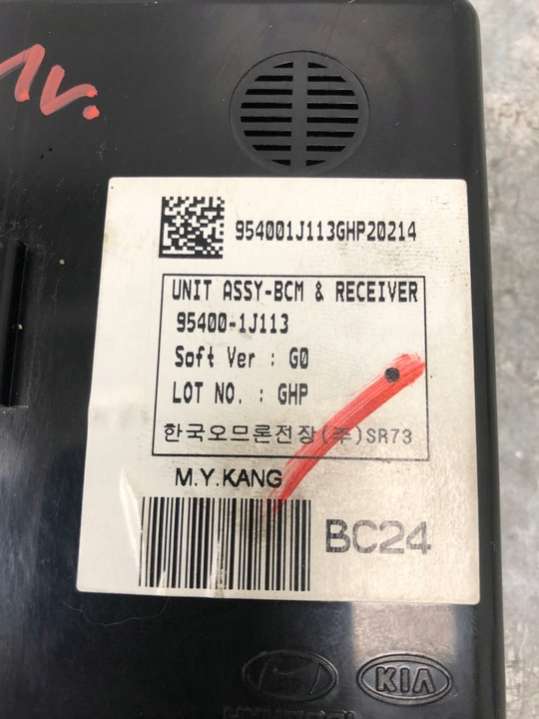 1v.
954001J113GHP20214
UNIT ASSY-BCM & RECEIVER
95400-1J113
Soft Ver : G0
LOT NO. : GHP
한국오므론전장(주)SR73
M.Y.KANG
BC24
KIA